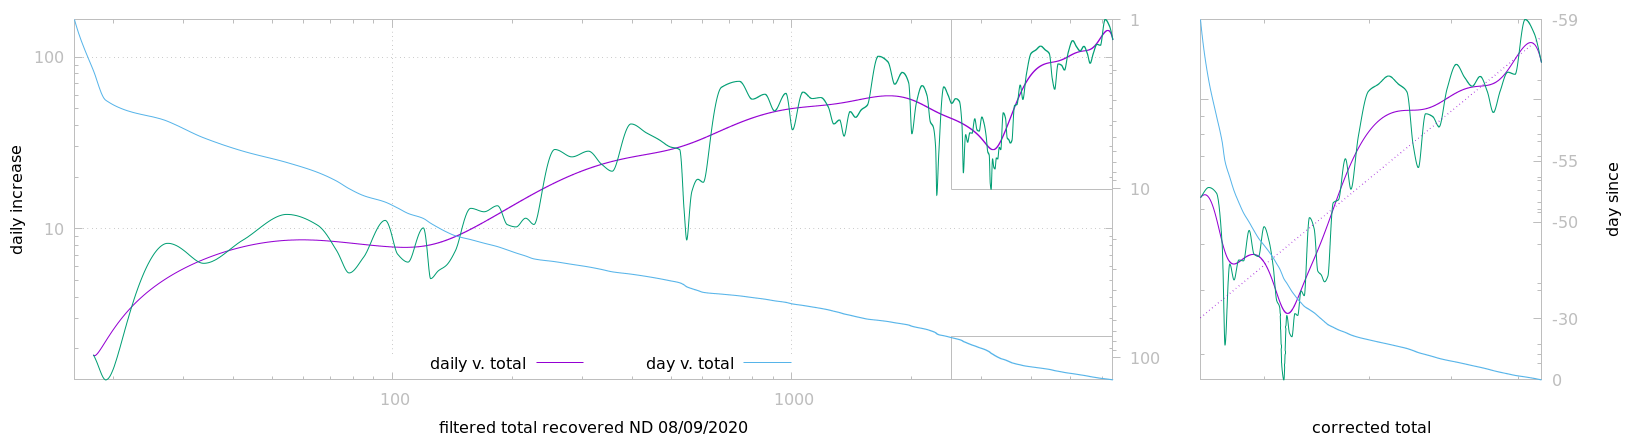 1
-59
100
daily increase
-55
day since
10
-50
10
-30
daily v. total
day v. total
100
0
100
1000
filtered total recovered ND 08/09/2020
corrected total